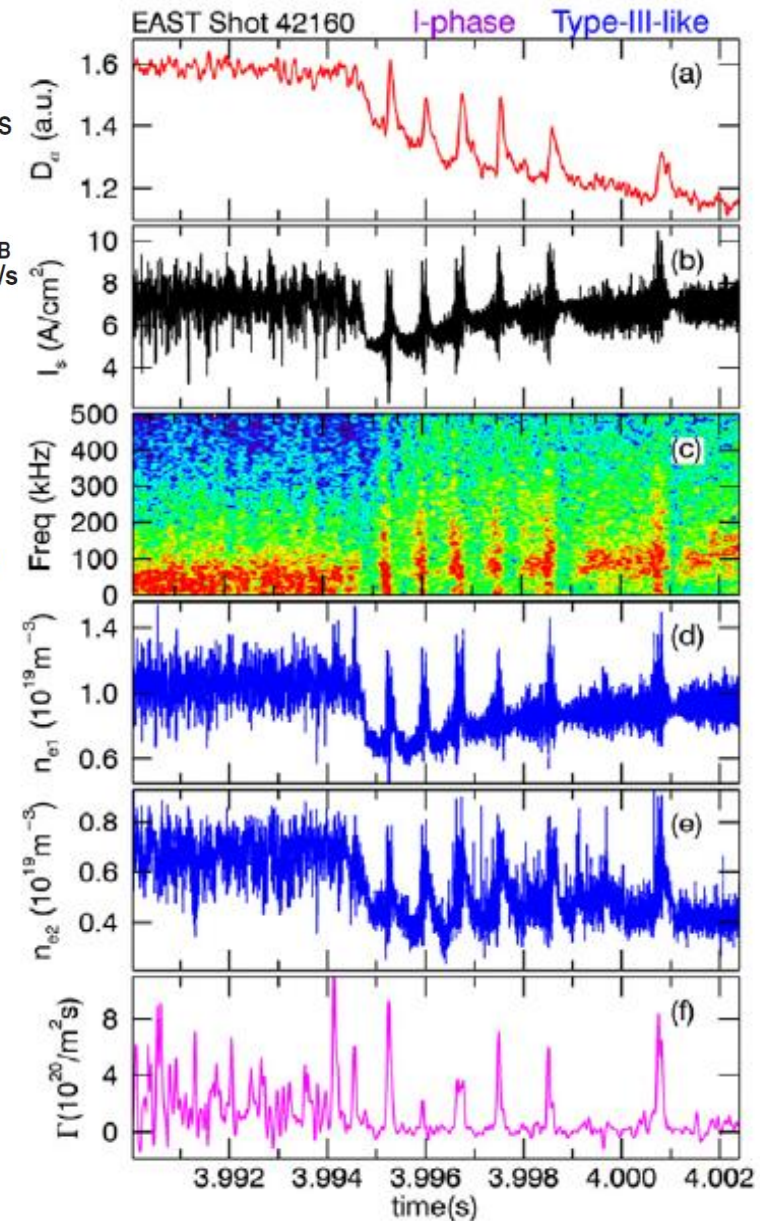 EAST Shot 42160 I-phase Type-III-like
S
B
/s
(a)
1.6
1.4
1.2
Dα (a.u.)
(b)
10
8
6
4
Is (A/cm²)
(c)
500
400
300
200
100
0
Freq (kHz)
(d)
1.4
1.0
0.6
ne1 (10¹⁹m⁻³)
(e)
0.8
0.6
0.4
ne2 (10¹⁹m⁻³)
(f)
8
4
0
Γ(10²⁰/m²s)
3.992 3.994 3.996 3.998 4.000 4.002
time(s)